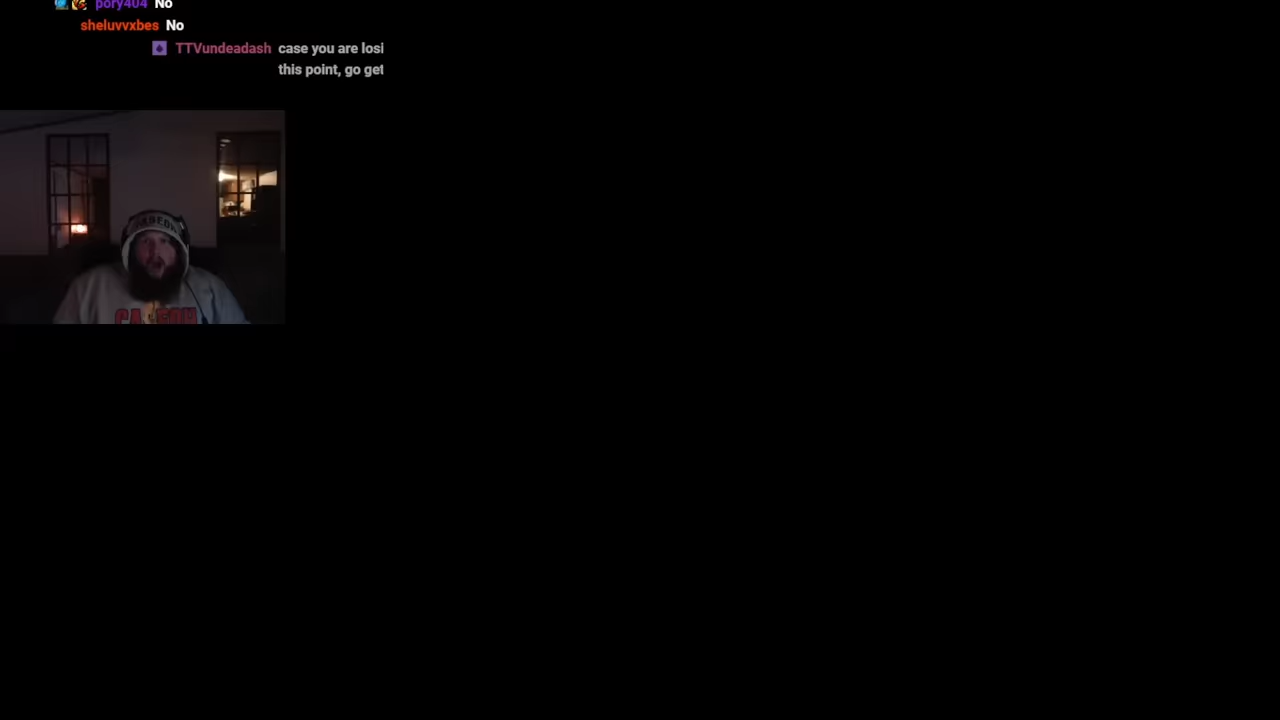 pory404 No
sheluvvxbes No
TTVundeadash case you are losi
this point, go get